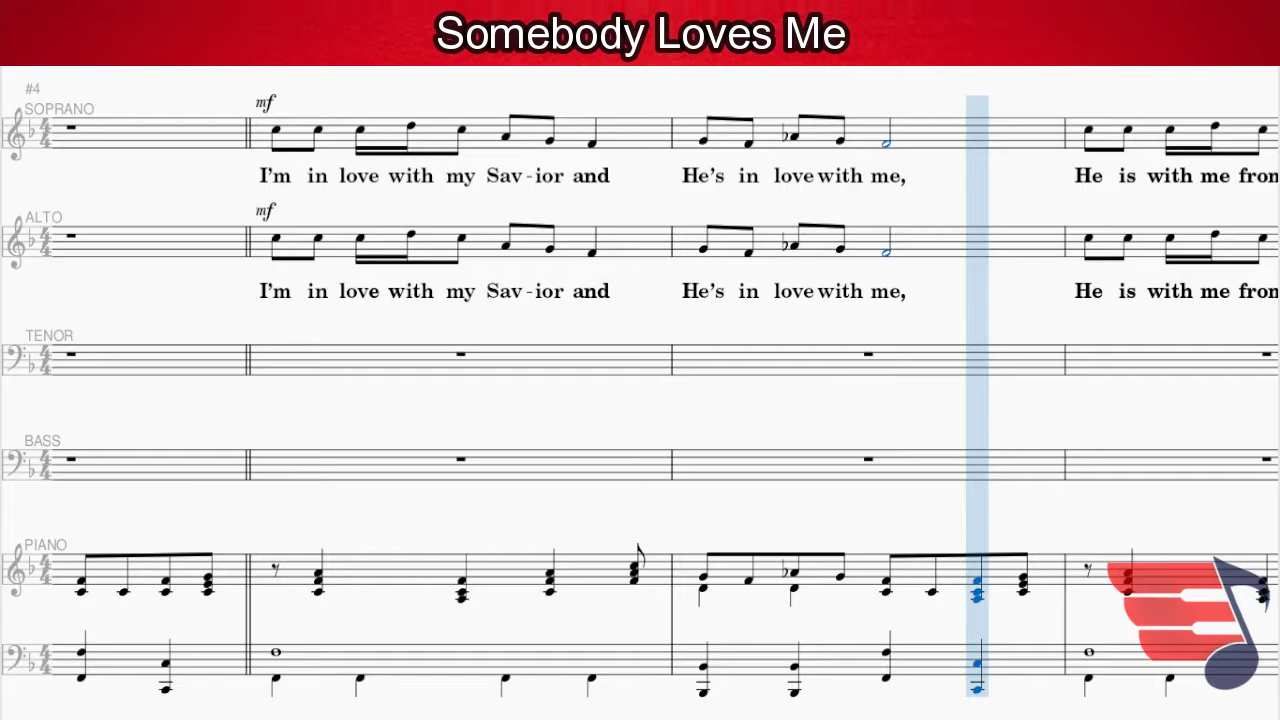 Somebody Loves Me
#4
SOPRANO
mf
I'm in love with my Sav-ior and He's in love with me, He is with me from
ALTO
mf
I'm in love with my Sav-ior and He's in love with me, He is with me from
TENOR
BASS
PIANO